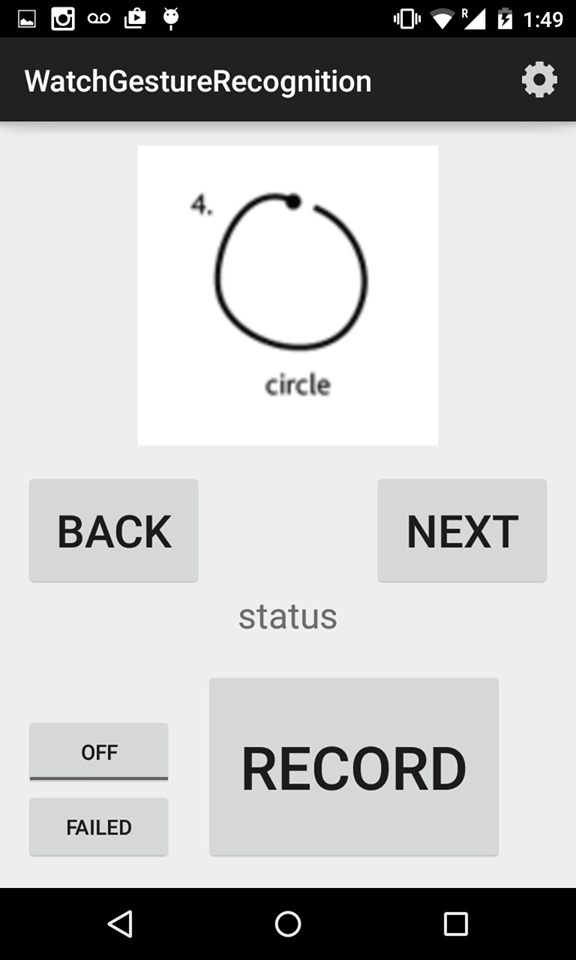 R 1:49
WatchGestureRecognition
4.
circle
BACK NEXT
status
OFF
RECORD
FAILED